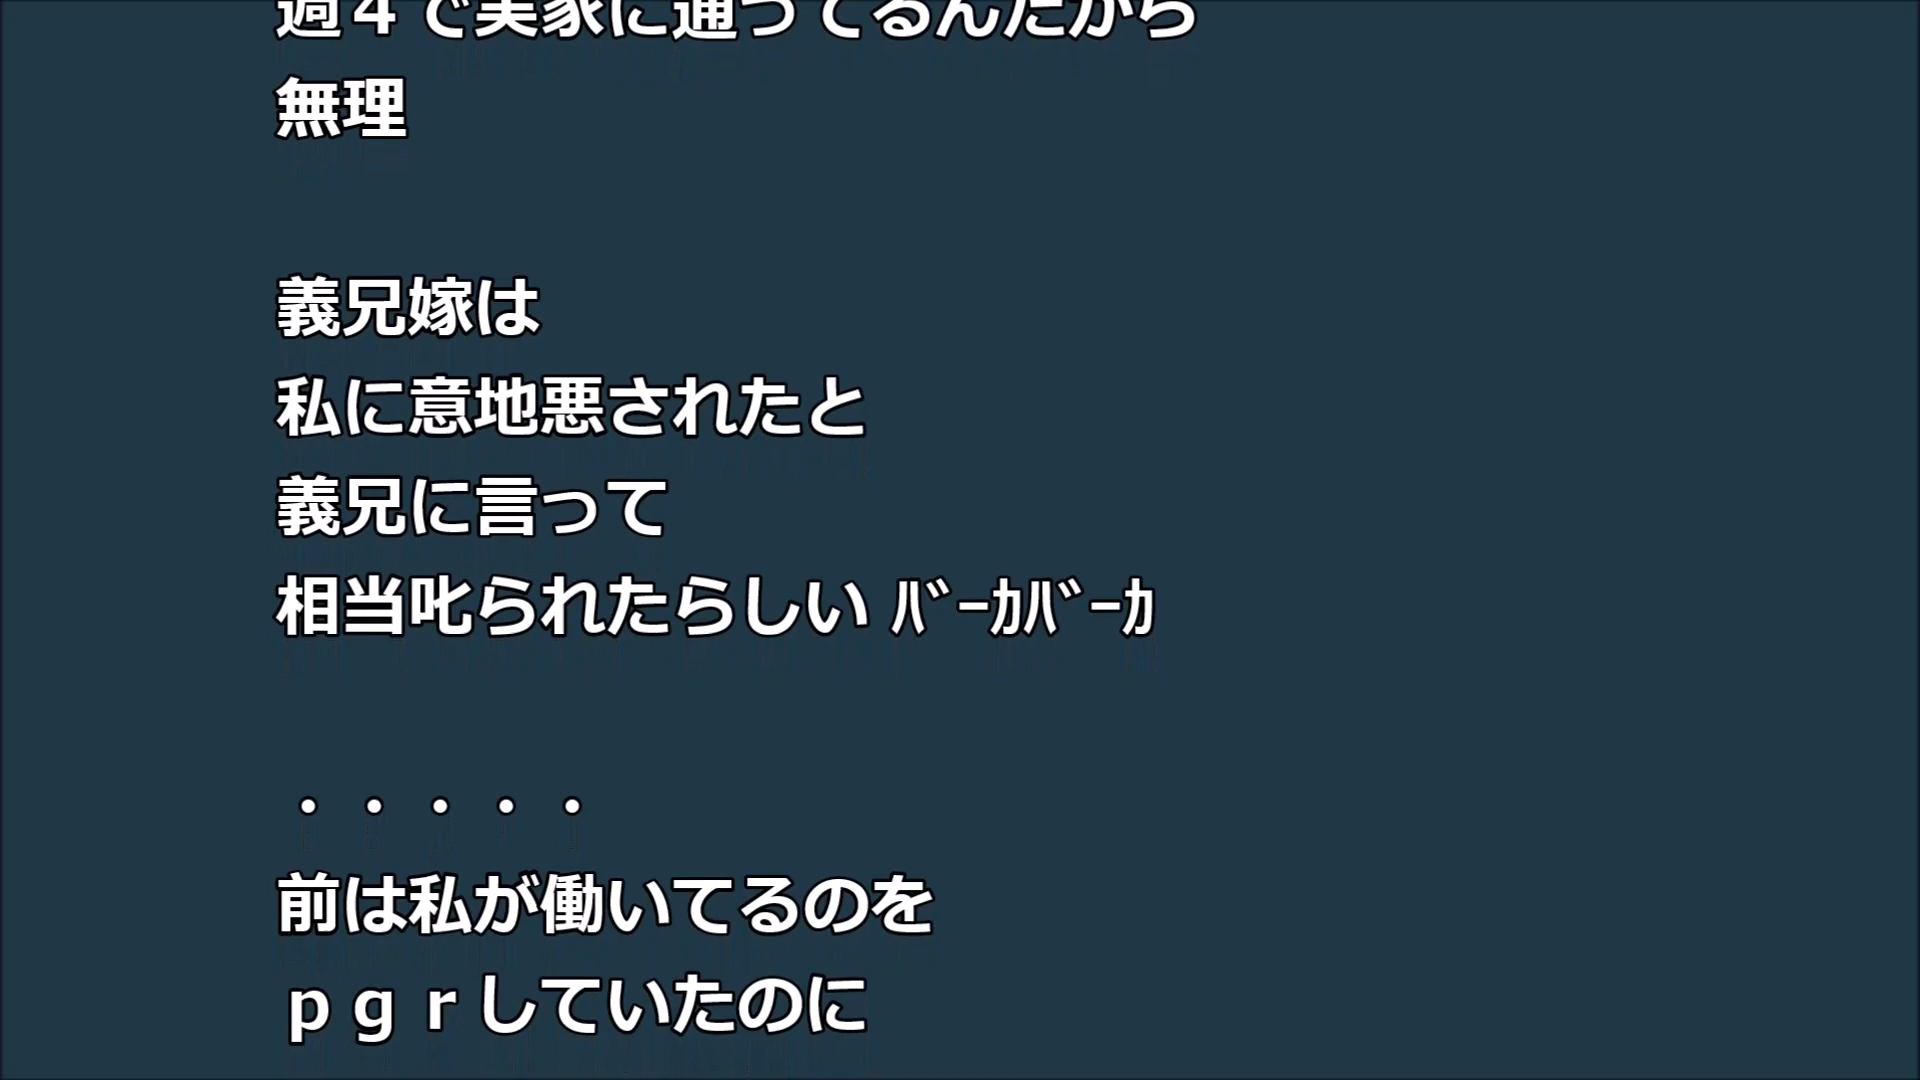 週４で実家に通ってるんだから
無理
義兄嫁は
私に意地悪されたと
義兄に言って
相当叱られたらしい ﾊﾞｰｶﾊﾞｰｶ
・・・・・
前は私が働いてるのを
ｐｇｒしていたのに